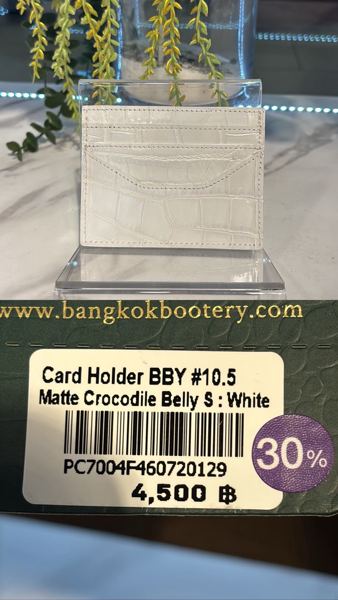 www.bangkokbootery.com
Card Holder BBY #10.5
Matte Crocodile Belly S : White
PC7004F460720129
30%
4,500 ฿